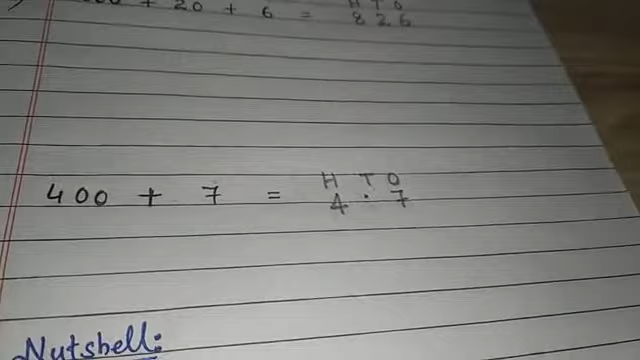 + 20 + 6 =
H T O
8 2 6
H T O
400 + 7 = 4 · 7
Nutshell: